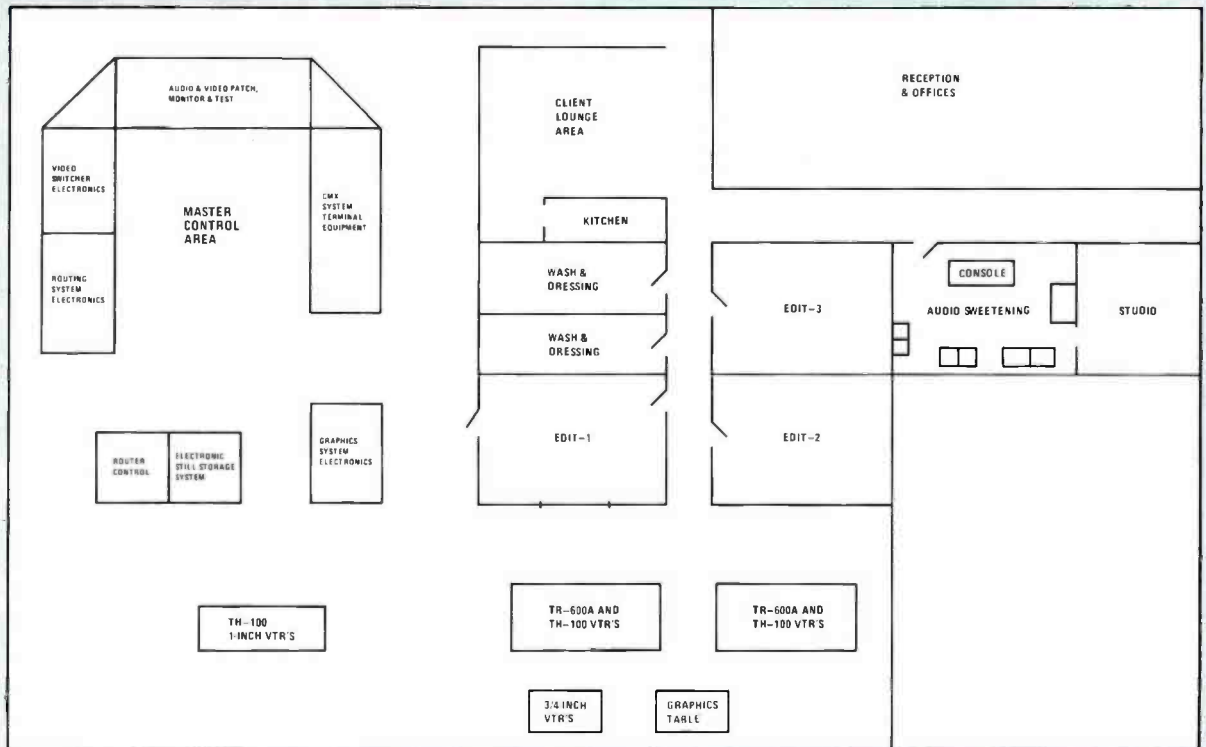 AUDIO & VIDEO PATCH,
MONITOR & TEST
VIDEO
SWITCHER
ELECTRONICS
MASTER
CONTROL
AREA
CMX
SYSTEM
TERMINAL
EQUIPMENT
ROUTING
SYSTEM
ELECTRONICS
CLIENT
LOUNGE
AREA
RECEPTION
& OFFICES
KITCHEN
WASH &
DRESSING
WASH &
DRESSING
EDIT-3
CONSOLE
AUDIO SWEETENING
STUDIO
ROUTER
CONTROL
ELECTRONIC
STILL STORAGE
SYSTEM
GRAPHICS
SYSTEM
ELECTRONICS
EDIT-1
EDIT-2
TH-100
1-INCH VTR'S
TR-600A AND
TH-100 VTR'S
TR-600A AND
TH-100 VTR'S
3/4 INCH
VTR'S
GRAPHICS
TABLE